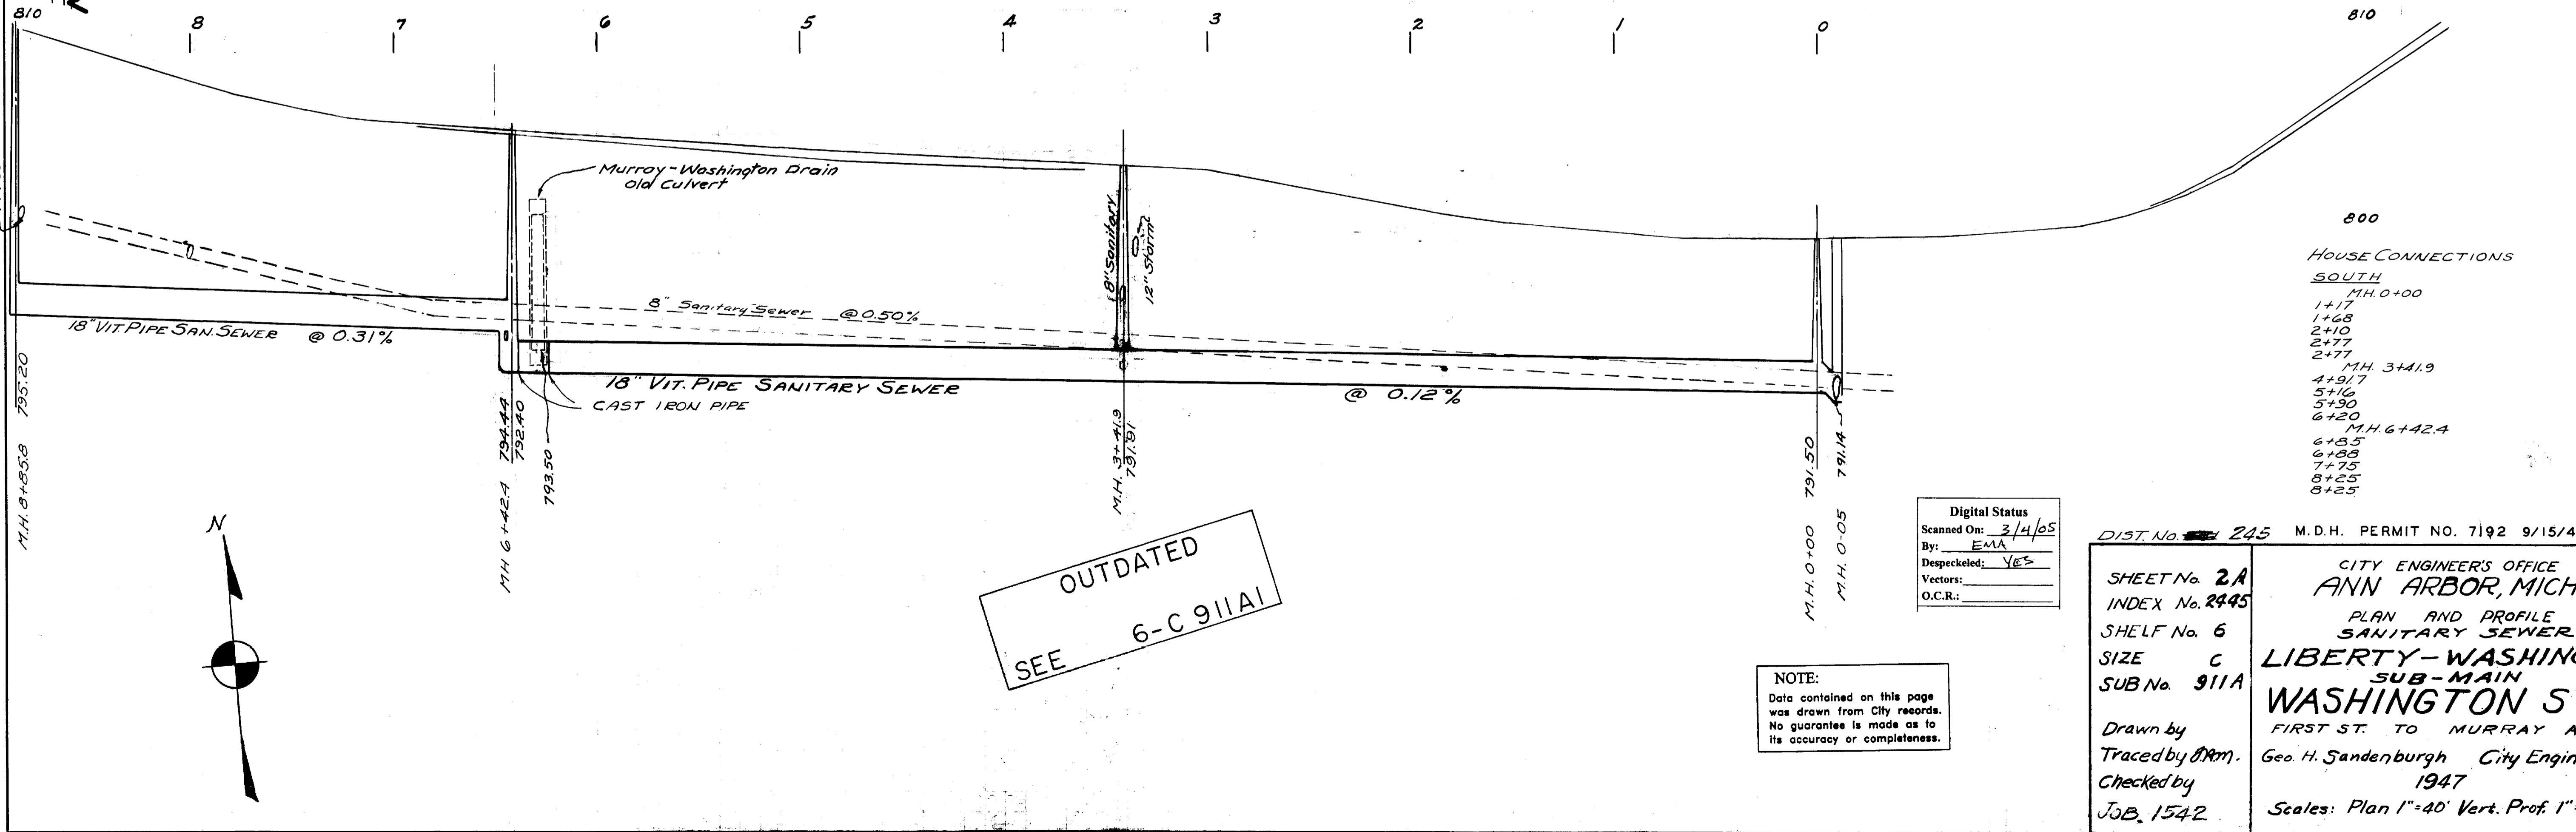 810
8
7
6
5
4
3
2
1
0
810
Murray-Washington Drain
old Culvert
8" Sanitary
12" Storm
800
8" Sanitary Sewer @ 0.50%
18" VIT. PIPE SAN. SEWER @ 0.31%
18" VIT. PIPE SANITARY SEWER
@ 0.12%
CAST IRON PIPE
M.H. 8+85.8 795.20
MH 6+42.4 794.44
792.40
793.50
M.H. 3+41.9
791.91
M.H. 0+00 791.50
M.H. 0-05 791.14
HOUSE CONNECTIONS
SOUTH
M.H. 0+00
1+17
1+68
2+10
2+77
2+77
M.H. 3+41.9
4+91.7
5+16
5+90
6+20
M.H. 6+42.4
6+85
6+88
7+75
8+25
8+25
N
OUTDATED
SEE 6-C 911A1
Digital Status
Scanned On: 3/4/05
By: EMA
Despeckeled: YES
Vectors:
O.C.R.:
NOTE:
Data contained on this page
was drawn from City records.
No guarantee is made as to
its accuracy or completeness.
DIST. No. 245 M.D.H. PERMIT NO. 7192 9/15/4
SHEET No. 2A
INDEX No. 2445
SHELF No. 6
SIZE C
SUB No. 911A
Drawn by
Traced by
Checked by
JOB. 1542
CITY ENGINEER'S OFFICE
ANN ARBOR, MICH
PLAN AND PROFILE
SANITARY SEWER
LIBERTY-WASHING
SUB-MAIN
WASHINGTON S
FIRST ST. TO MURRAY A
Geo. H. Sandenburgh City Engin
1947
Scales: Plan 1"=40' Vert. Prof. 1"=